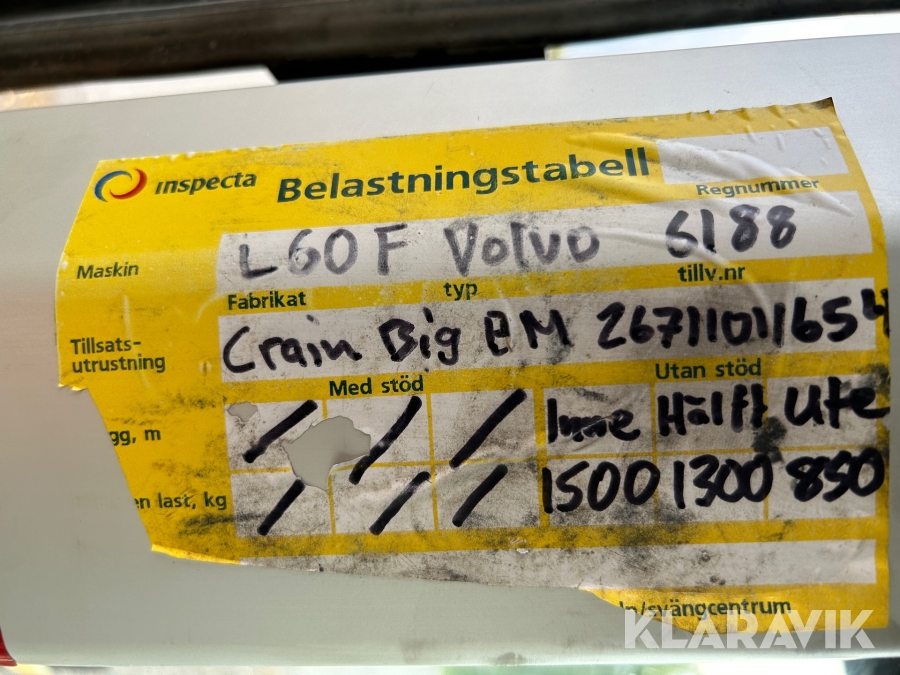 inspecta Belastningstabell
Regnummer
Maskin L60F Volvo 6188
Fabrikat typ tillv.nr
Tillsats-
utrustning Crain Big BM 26711011654
Med stöd Utan stöd
gg, m / / / Inne Hälft Ute
en last, kg / / / 1500 1300 850
n/svängcentrum
KLARAVIK